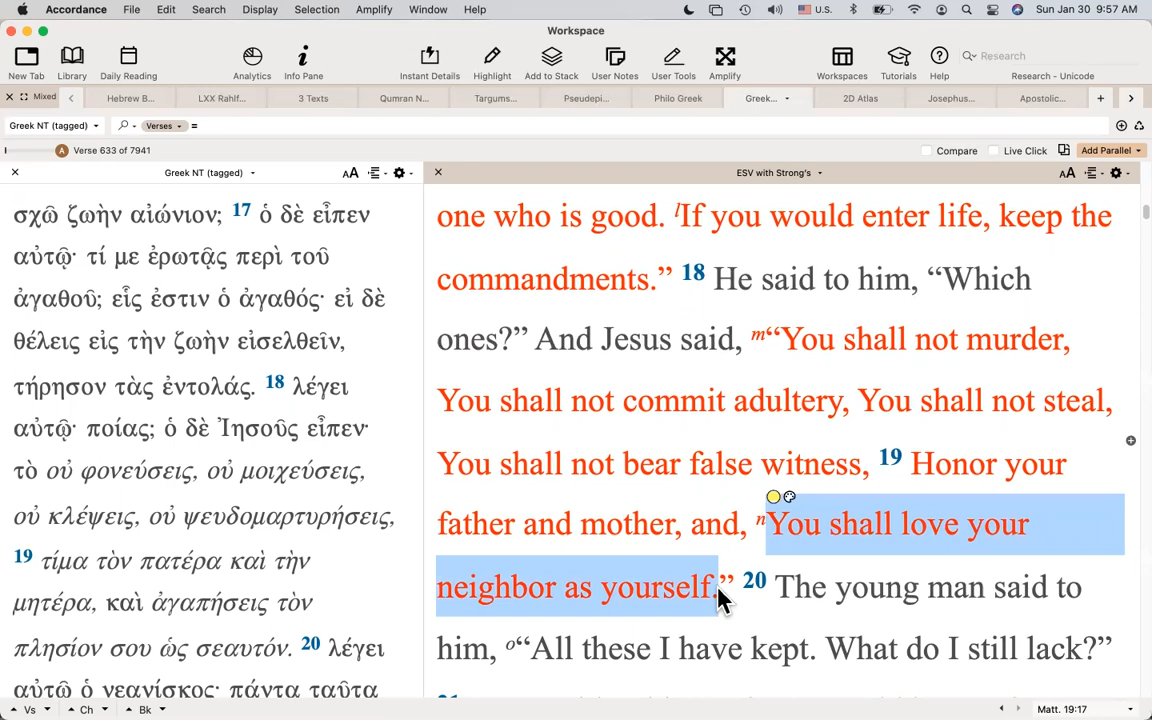 Accordance File Edit Search Display Selection Amplify Window Help U.S. Sun Jan 30 9:57 AM
Workspace
New Tab Library Daily Reading Analytics Info Pane Instant Details Highlight Add to Stack User Notes User Tools Amplify Workspaces Tutorials Help Research - Unicode
Research
Mixed Hebrew B... LXX Rahlf... 3 Texts Qumran N... Targums... Pseudepi... Philo Greek Greek... 2D Atlas Josephus... Apostolic...
Greek NT (tagged) Verses =
A Verse 633 of 7941 Compare Live Click Add Parallel
Greek NT (tagged)
σχῶ ζωὴν αἰώνιον; 17 ὁ δὲ εἶπεν
αὐτῷ· τί με ἐρωτᾷς περὶ τοῦ
ἀγαθοῦ; εἷς ἐστιν ὁ ἀγαθός· εἰ δὲ
θέλεις εἰς τὴν ζωὴν εἰσελθεῖν,
τήρησον τὰς ἐντολάς. 18 λέγει
αὐτῷ· ποίας; ὁ δὲ Ἰησοῦς εἶπεν·
τὸ οὐ φονεύσεις, οὐ μοιχεύσεις,
οὐ κλέψεις, οὐ ψευδομαρτυρήσεις,
19 τίμα τὸν πατέρα καὶ τὴν
μητέρα, καὶ ἀγαπήσεις τὸν
πλησίον σου ὡς σεαυτόν. 20 λέγει
αὐτῷ ὁ νεανίσκος· πάντα ταῦτα
ESV with Strong's
one who is good. lIf you would enter life, keep the
commandments.” 18 He said to him, “Which
ones?” And Jesus said, m“You shall not murder,
You shall not commit adultery, You shall not steal,
You shall not bear false witness, 19 Honor your
father and mother, and, nYou shall love your
neighbor as yourself.” 20 The young man said to
him, o“All these I have kept. What do I still lack?”
Vs Ch Bk Matt. 19:17